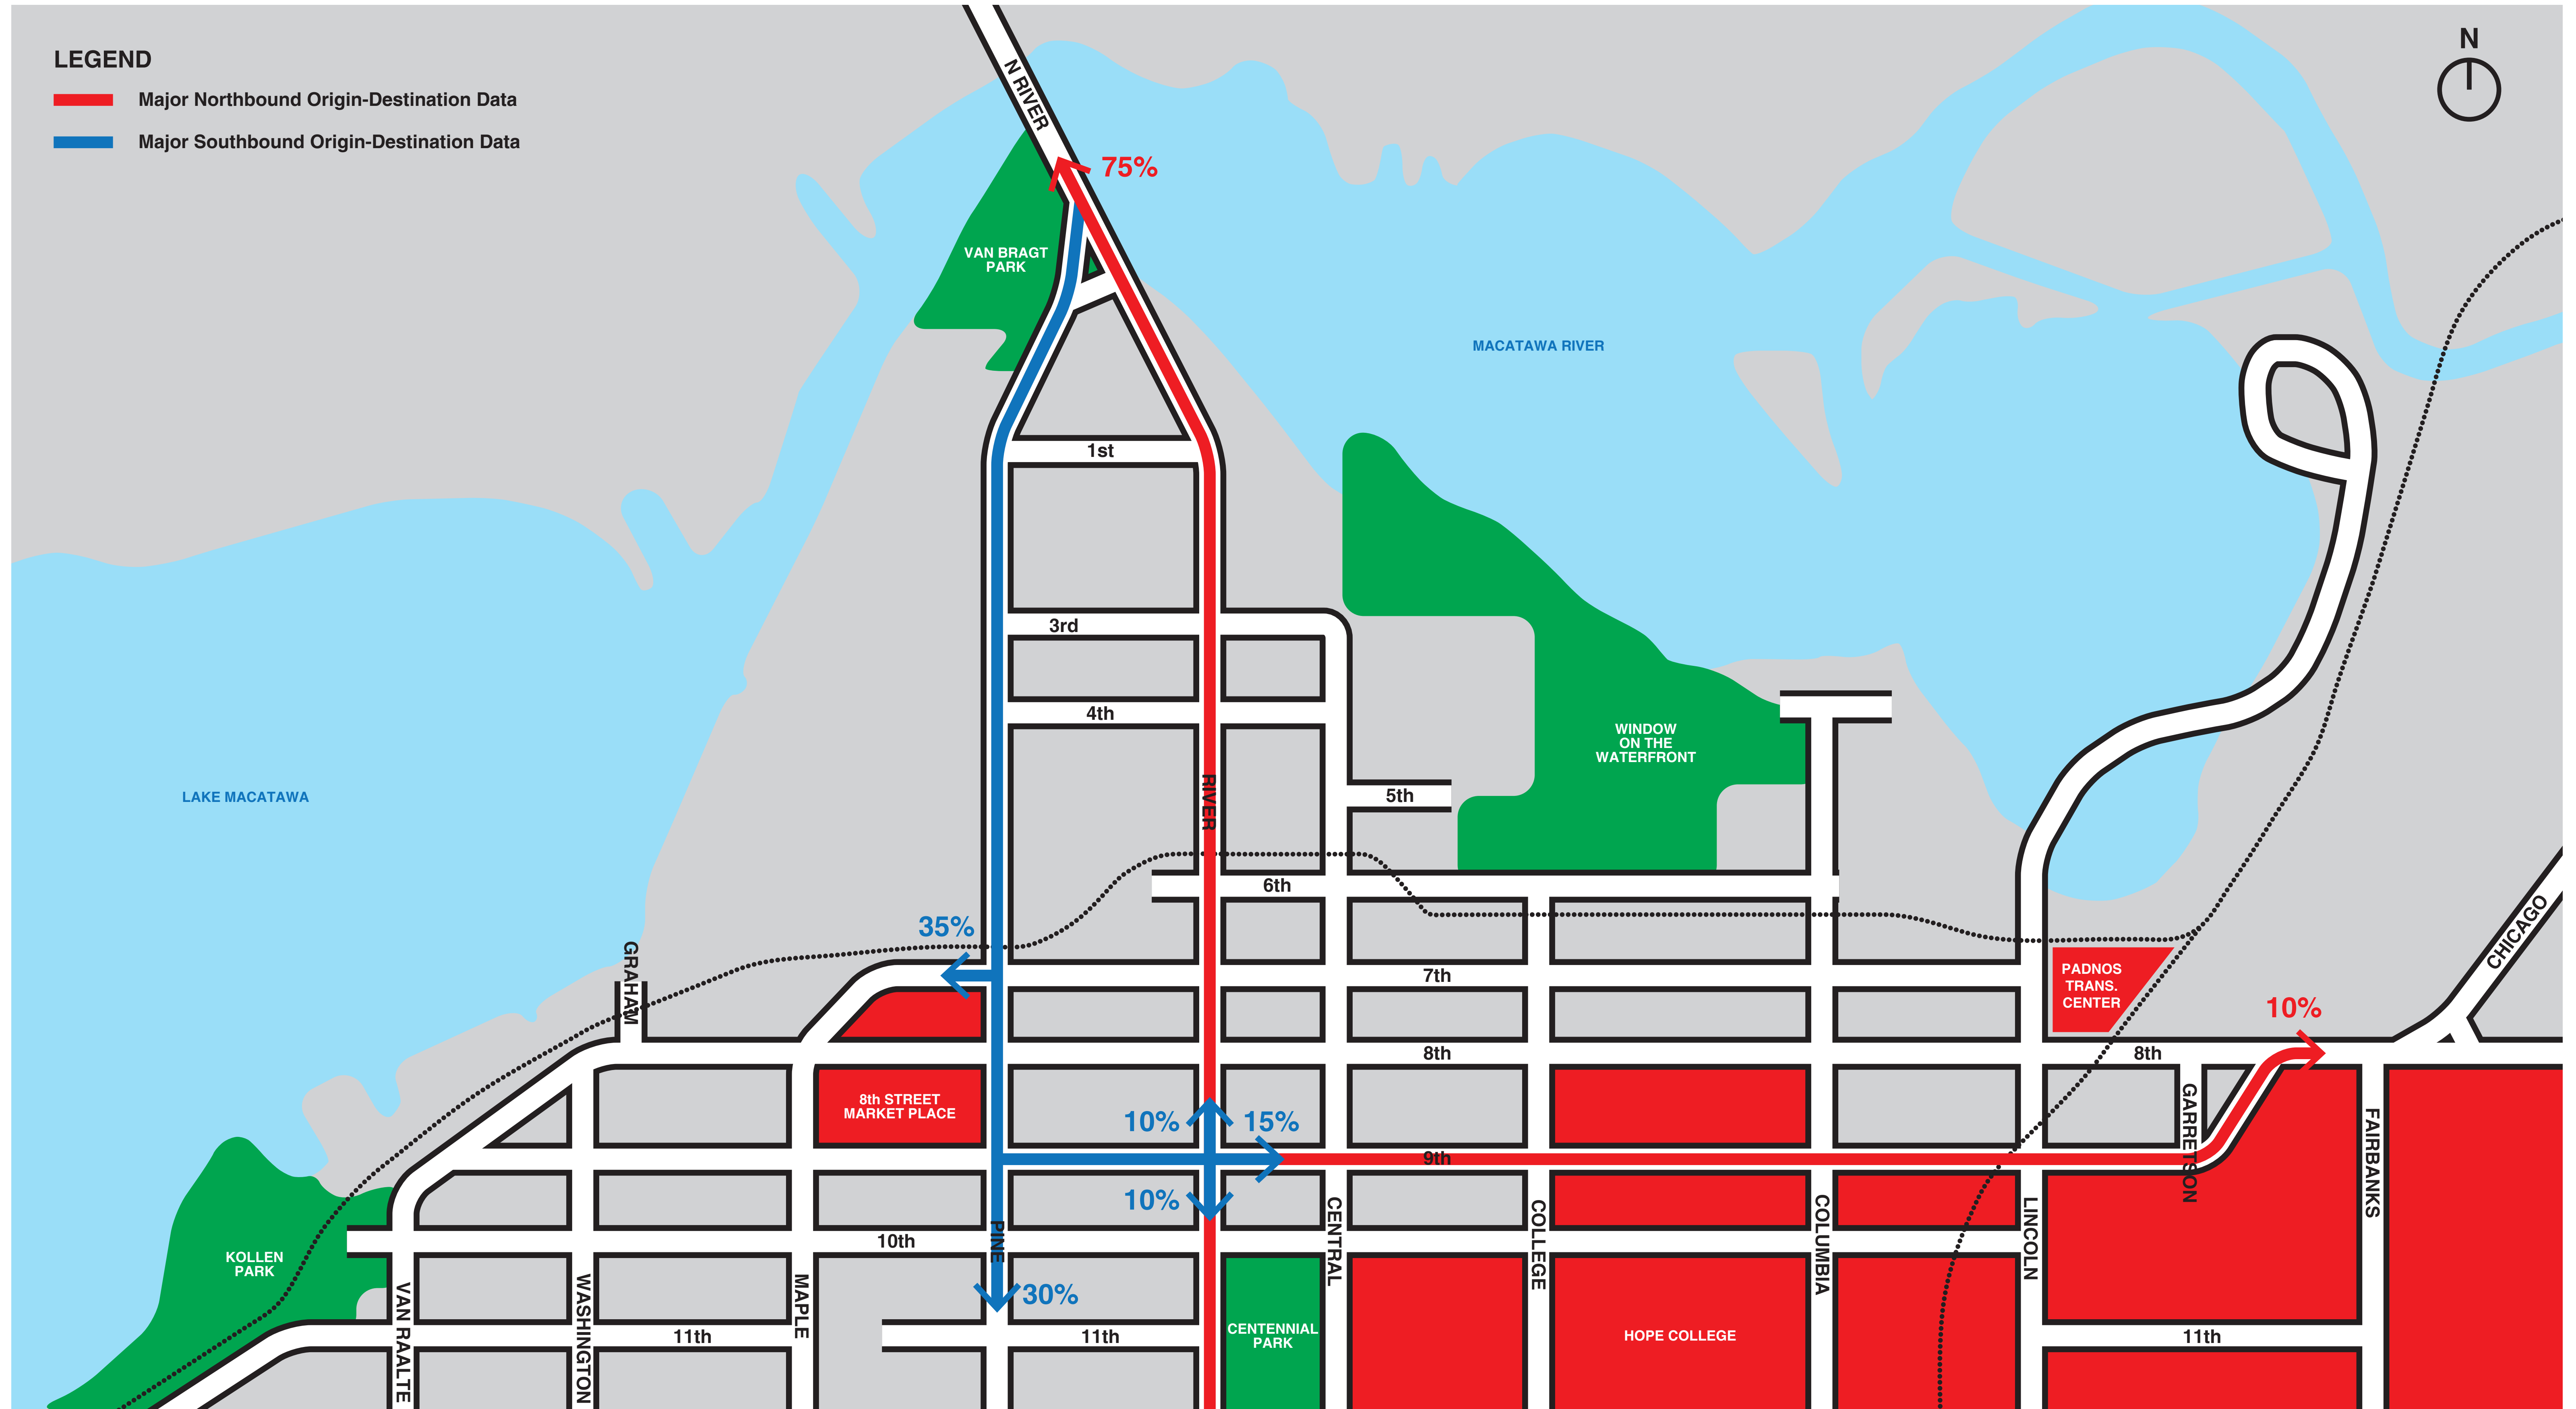 LEGEND
Major Northbound Origin-Destination Data
Major Southbound Origin-Destination Data
N
N RIVER
75%
VAN BRAGT
PARK
MACATAWA RIVER
1st
3rd
4th
RIVER
5th
WINDOW
ON THE
WATERFRONT
LAKE MACATAWA
6th
35%
GRAHAM
7th
PADNOS
TRANS.
CENTER
CHICAGO
10%
8th
8th
8th STREET
MARKET PLACE
10%
15%
9th
GARRETSON
FAIRBANKS
10%
PINE
CENTRAL
COLLEGE
COLUMBIA
LINCOLN
10th
KOLLEN
PARK
VAN RAALTE
WASHINGTON
MAPLE
30%
11th
11th
CENTENNIAL
PARK
HOPE COLLEGE
11th